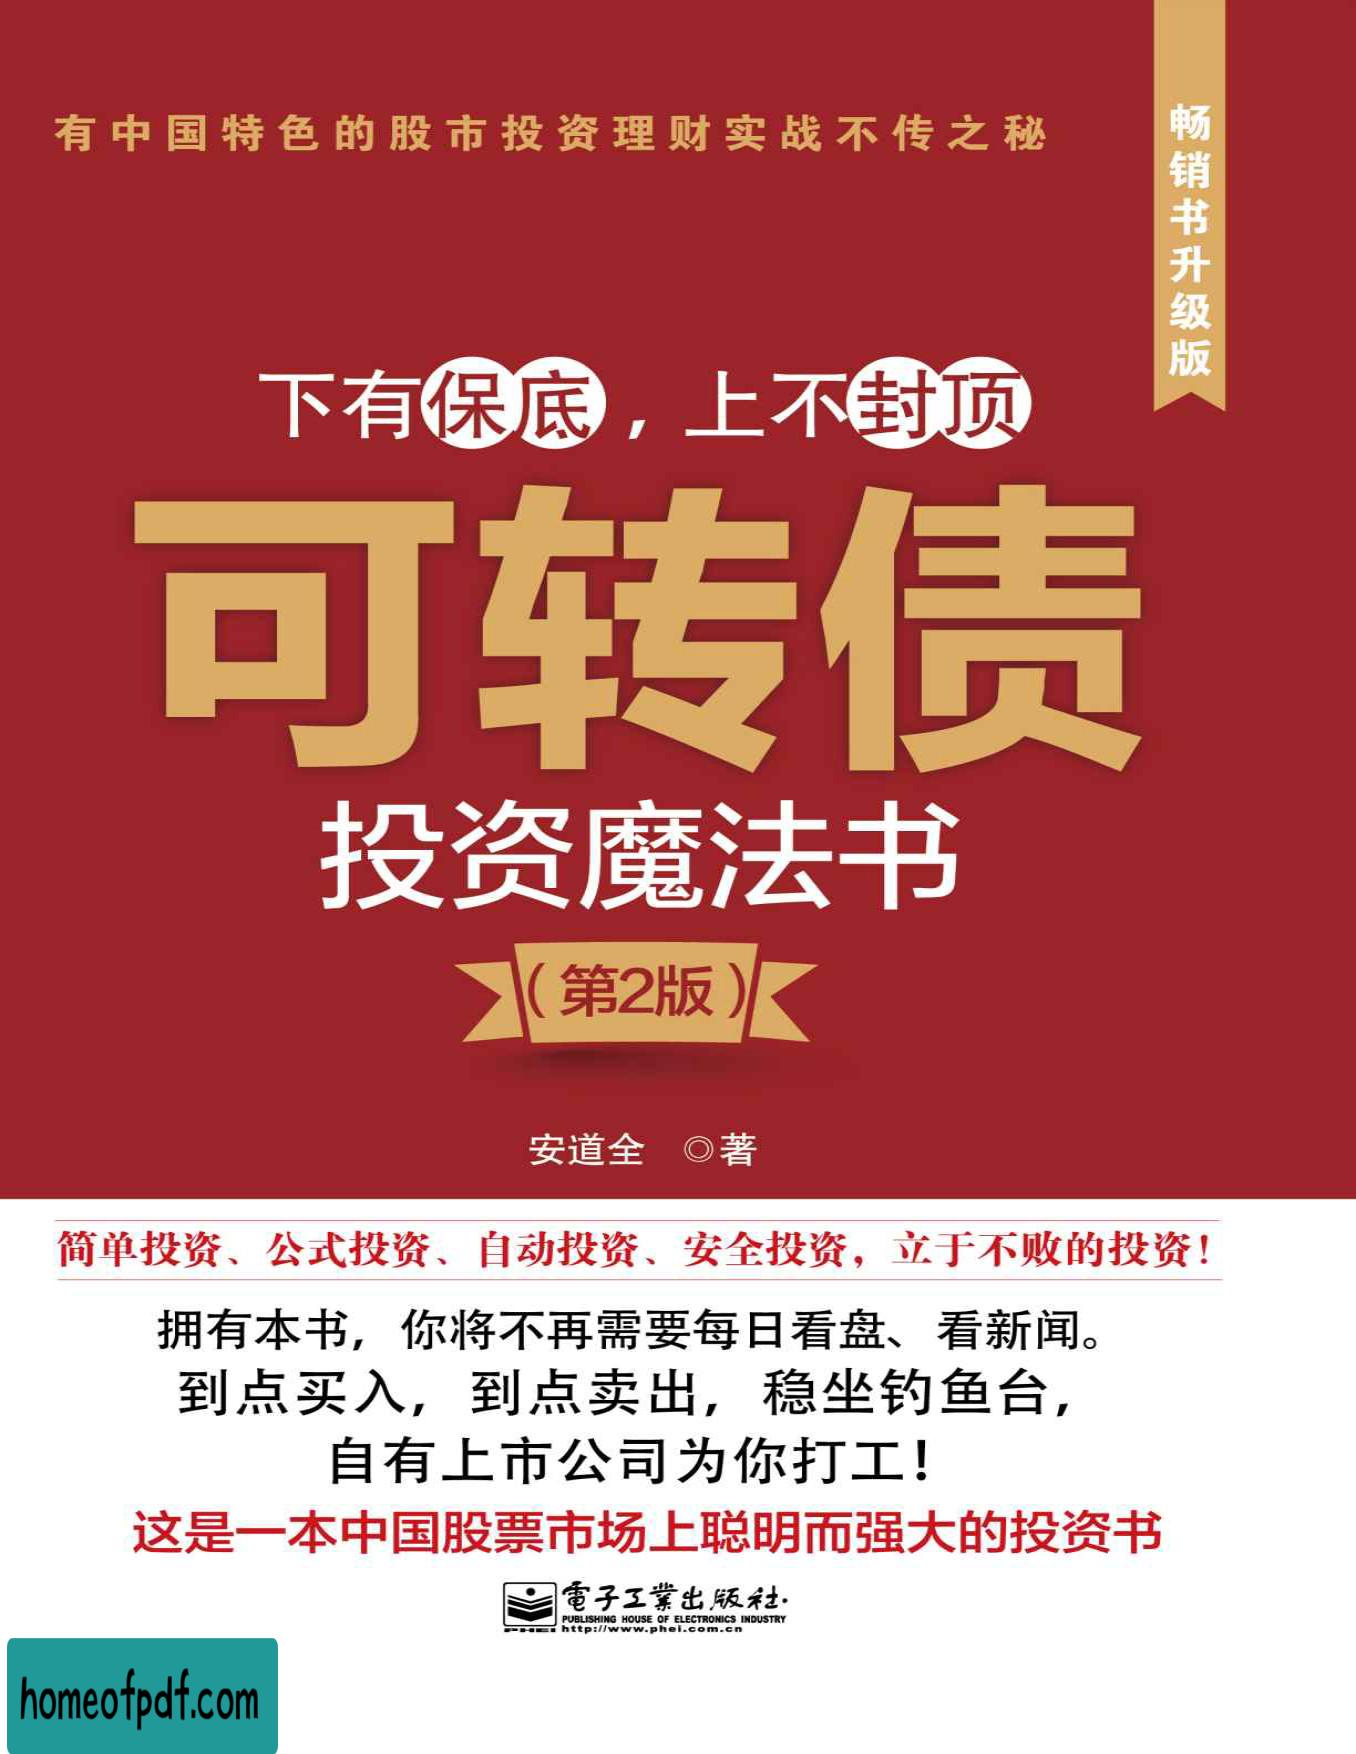 有中国特色的股市投资理财实战不传之秘
畅销书升级版
下有保底，上不封顶
可转债
投资魔法书
（第2版）
安道全 ◎著
简单投资、公式投资、自动投资、安全投资，立于不败的投资！
拥有本书，你将不再需要每日看盘、看新闻。
到点买入，到点卖出，稳坐钓鱼台，
自有上市公司为你打工！
这是一本中国股票市场上聪明而强大的投资书
電子工業出版社·
PUBLISHING HOUSE OF ELECTRONICS INDUSTRY
PHEI http://www.phei.com.cn
homeofpdf.com